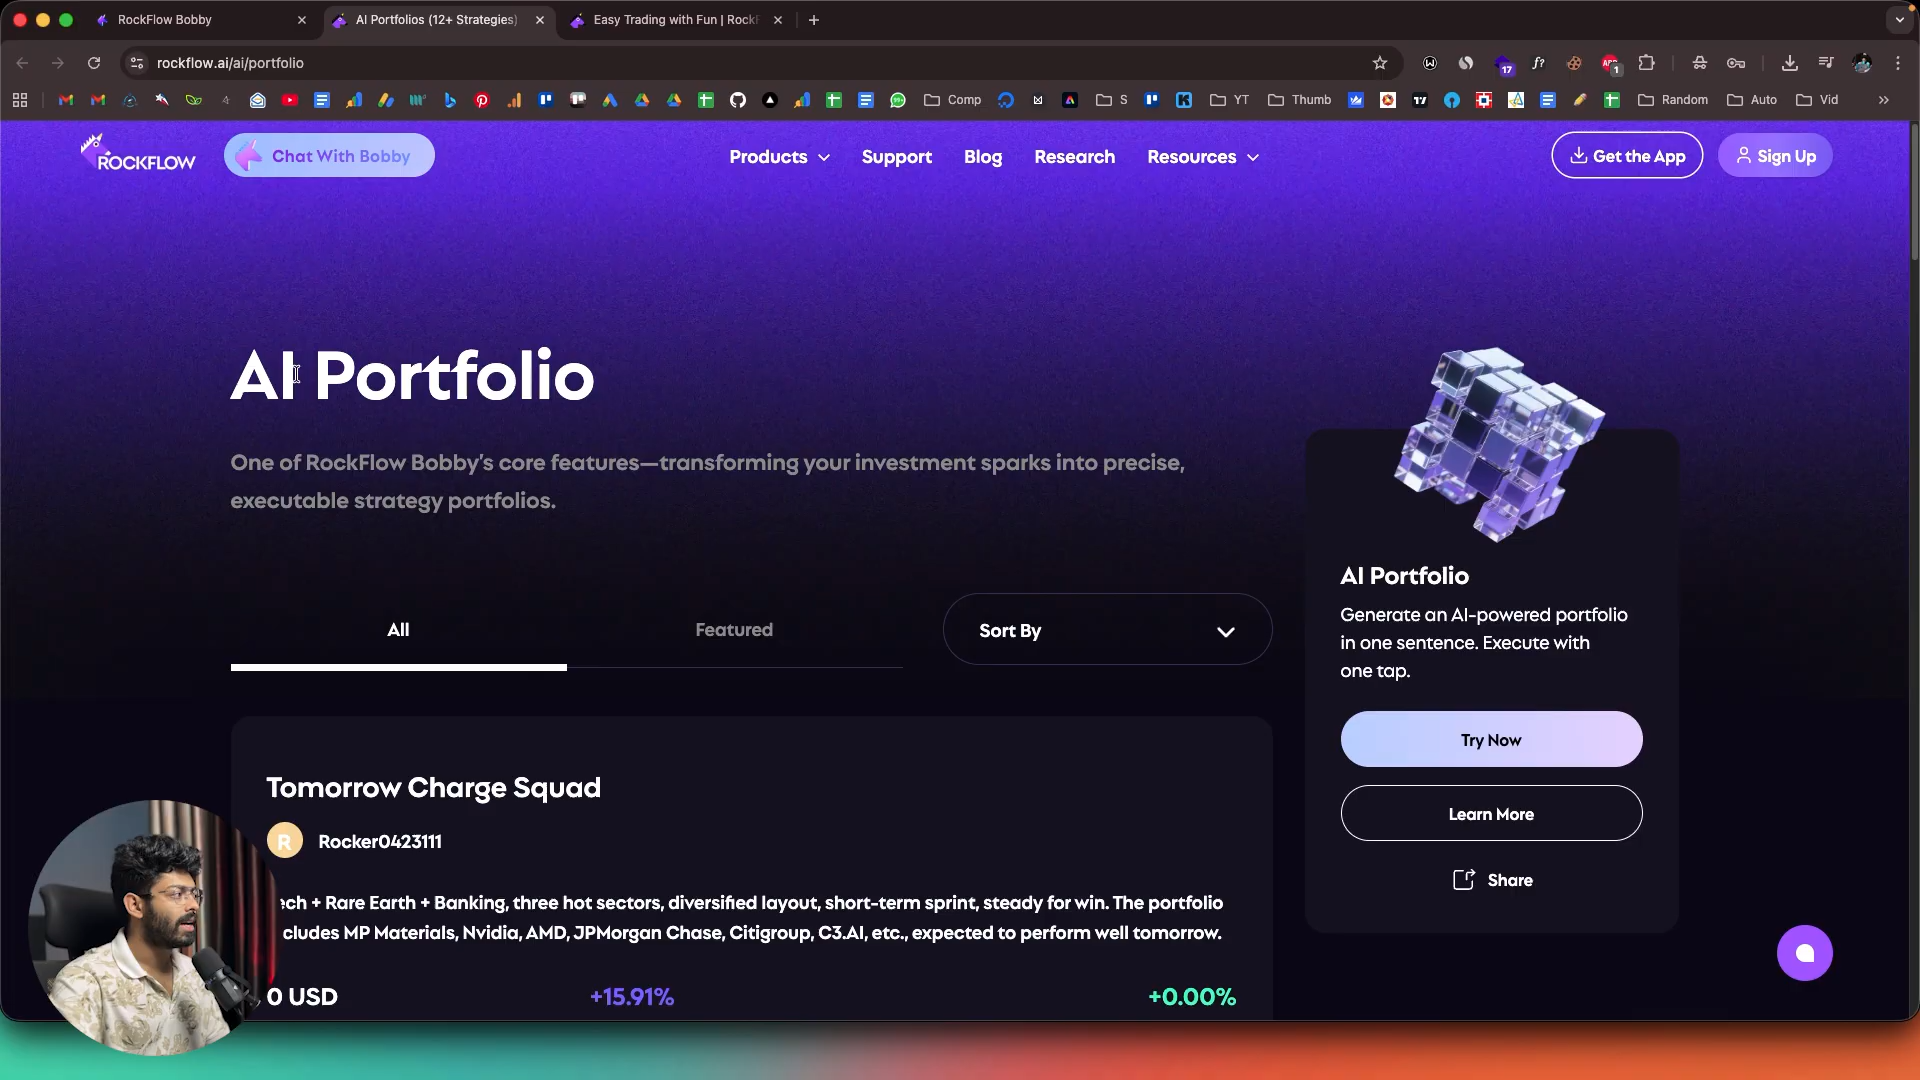 RockFlow Bobby
AI Portfolios (12+ Strategies)
Easy Trading with Fun | Rock
rockflow.ai/ai/portfolio
17
f?
1
Comp
S
YT
Thumb
Random
Auto
Vid
ROCKFLOW
Chat With Bobby
Products
Support
Blog
Research
Resources
Get the App
Sign Up
AI Portfolio
One of RockFlow Bobby's core features—transforming your investment sparks into precise,
executable strategy portfolios.
All
Featured
Sort By
Tomorrow Charge Squad
R
Rocker0423111
ech + Rare Earth + Banking, three hot sectors, diversified layout, short-term sprint, steady for win. The portfolio
cludes MP Materials, Nvidia, AMD, JPMorgan Chase, Citigroup, C3.AI, etc., expected to perform well tomorrow.
0 USD
+15.91%
+0.00%
AI Portfolio
Generate an AI-powered portfolio
in one sentence. Execute with
one tap.
Try Now
Learn More
Share